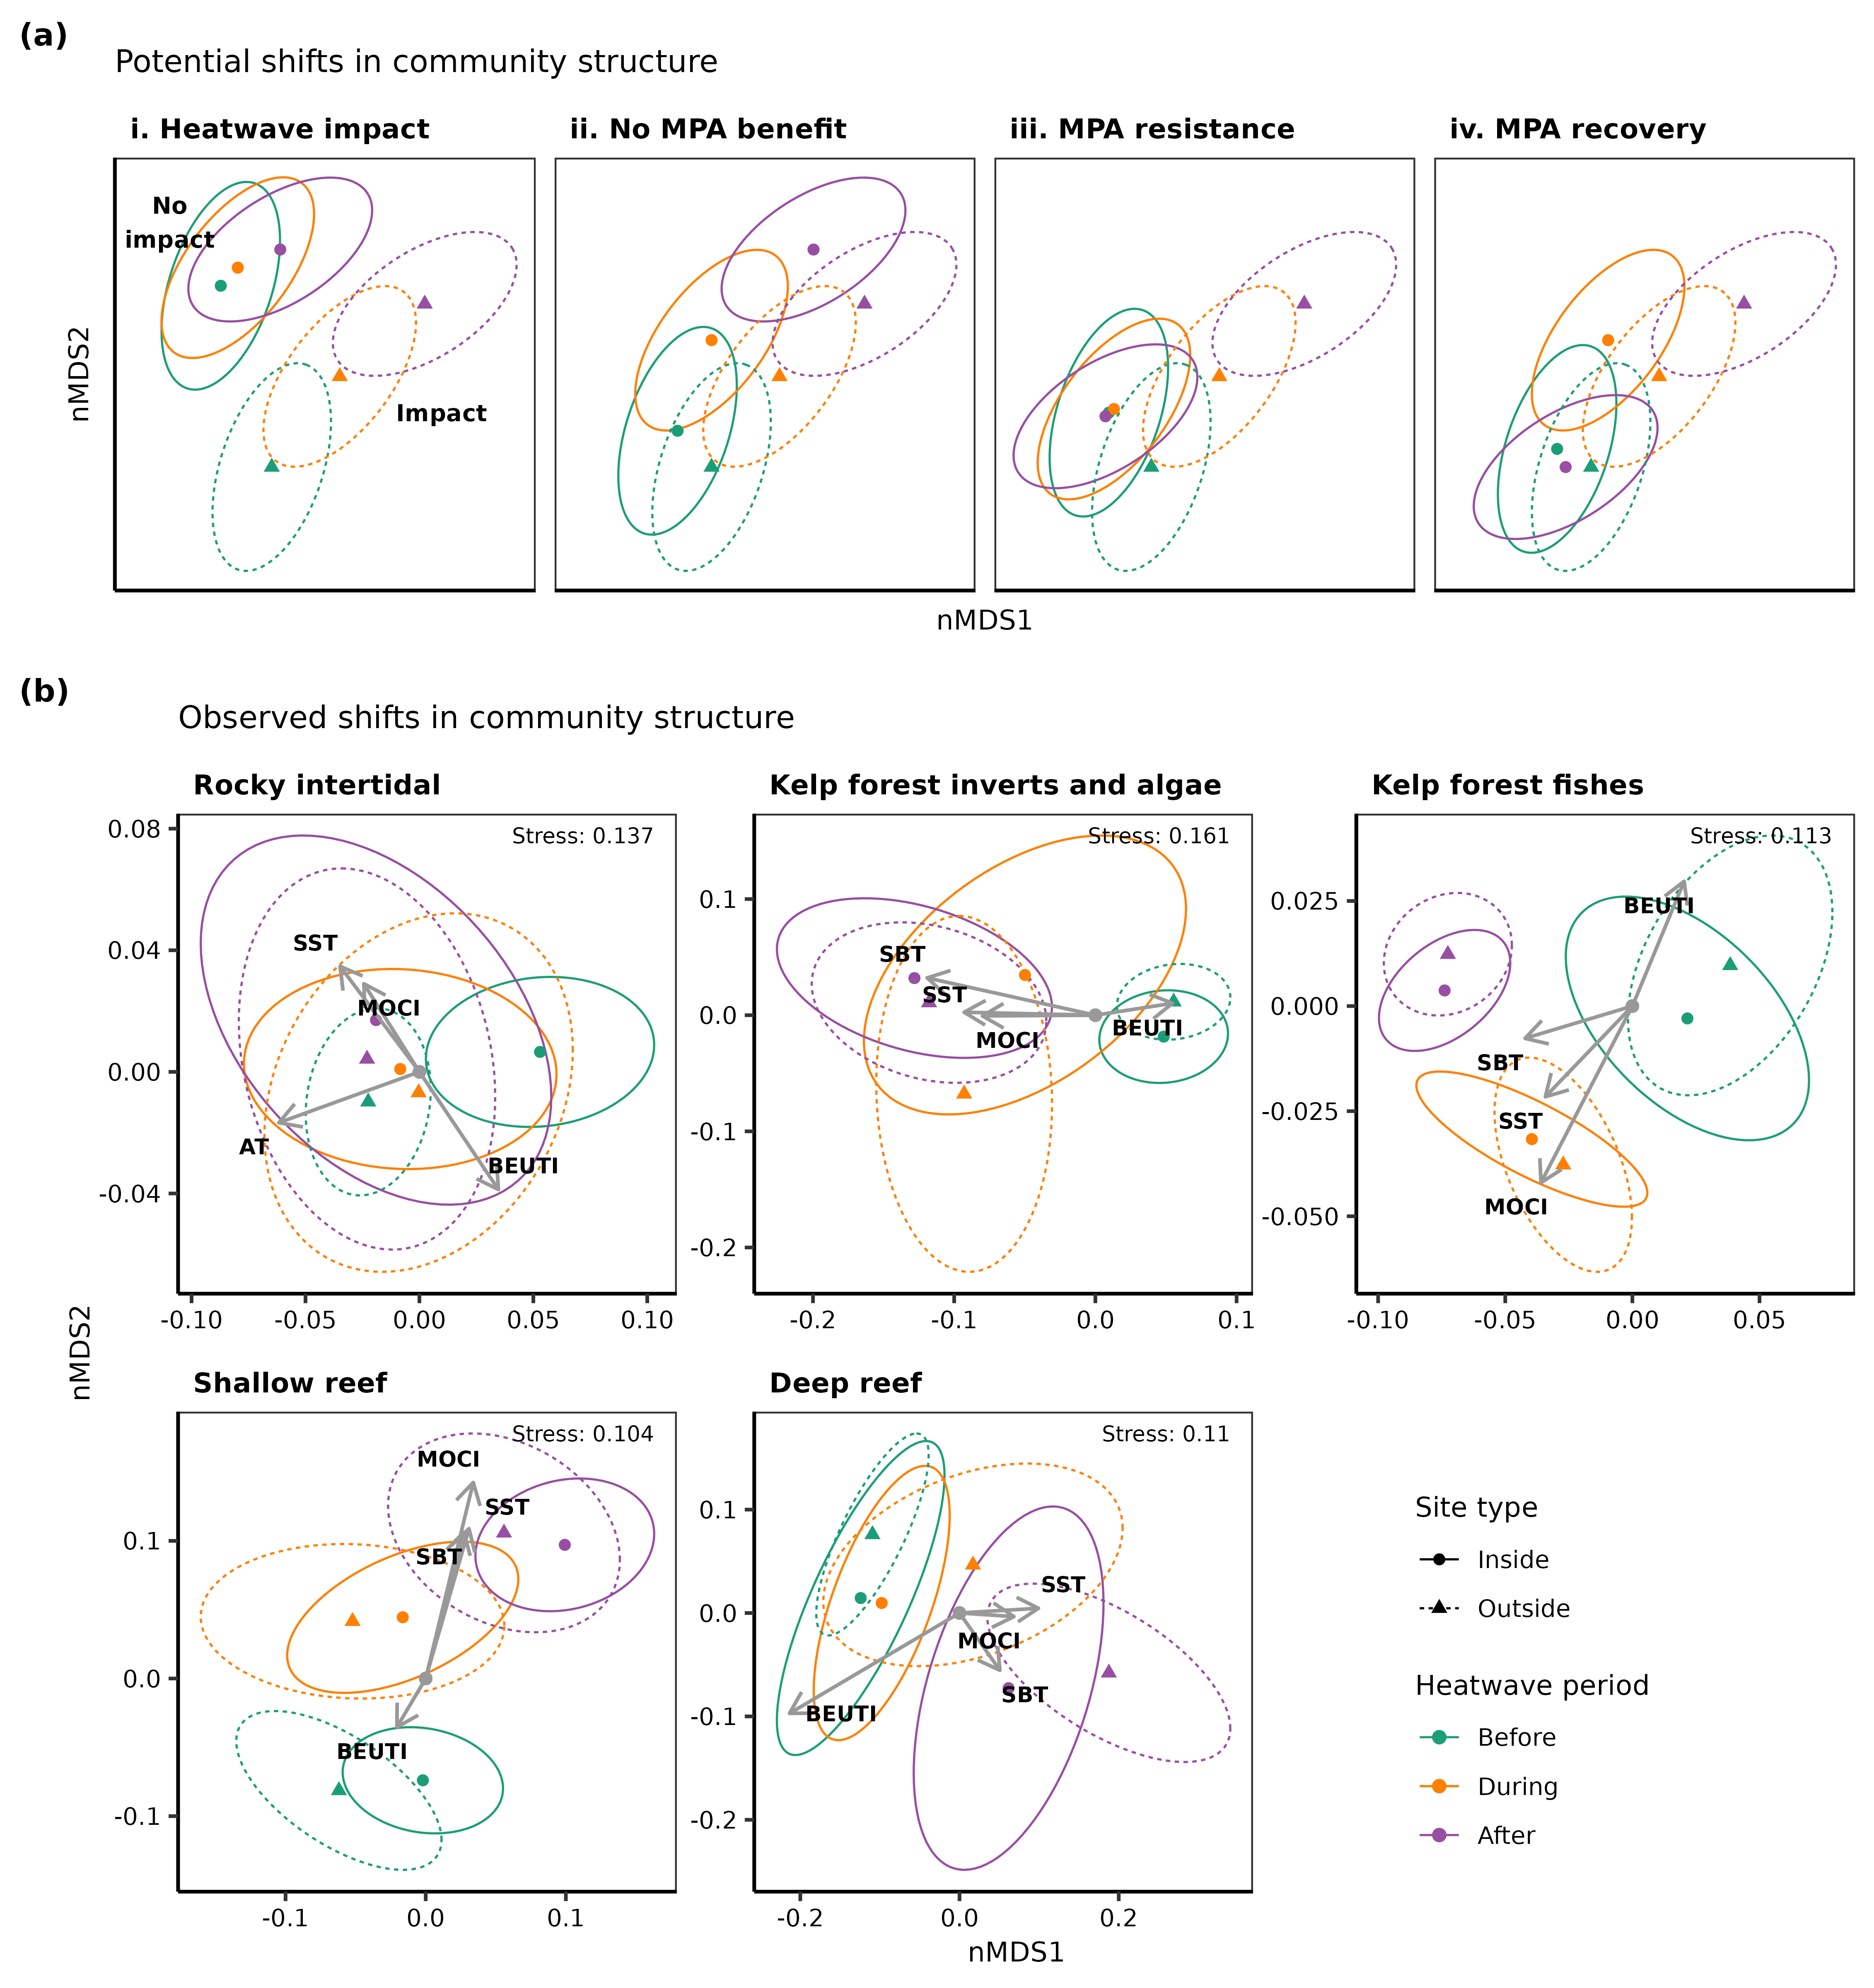 (a)
Potential shifts in community structure
i. Heatwave impact
ii. No MPA benefit
iii. MPA resistance
iv. MPA recovery
No
impact
Impact
nMDS2
nMDS1
(b)
Observed shifts in community structure
Rocky intertidal
Stress: 0.137
0.08
0.04
0.00
-0.04
SST
MOCI
AT
BEUTI
-0.10
-0.05
0.00
0.05
0.10
Kelp forest inverts and algae
Stress: 0.161
0.1
0.0
-0.1
-0.2
SBT
SST
MOCI
BEUTI
-0.2
-0.1
0.0
0.1
Kelp forest fishes
Stress: 0.113
0.025
0.000
-0.025
-0.050
BEUTI
SBT
SST
MOCI
-0.10
-0.05
0.00
0.05
nMDS2
Shallow reef
Stress: 0.104
0.1
0.0
-0.1
MOCI
SST
SBT
BEUTI
-0.1
0.0
0.1
Deep reef
Stress: 0.11
0.1
0.0
-0.1
-0.2
SST
MOCI
SBT
BEUTI
-0.2
0.0
0.2
nMDS1
Site type
Inside
Outside
Heatwave period
Before
During
After